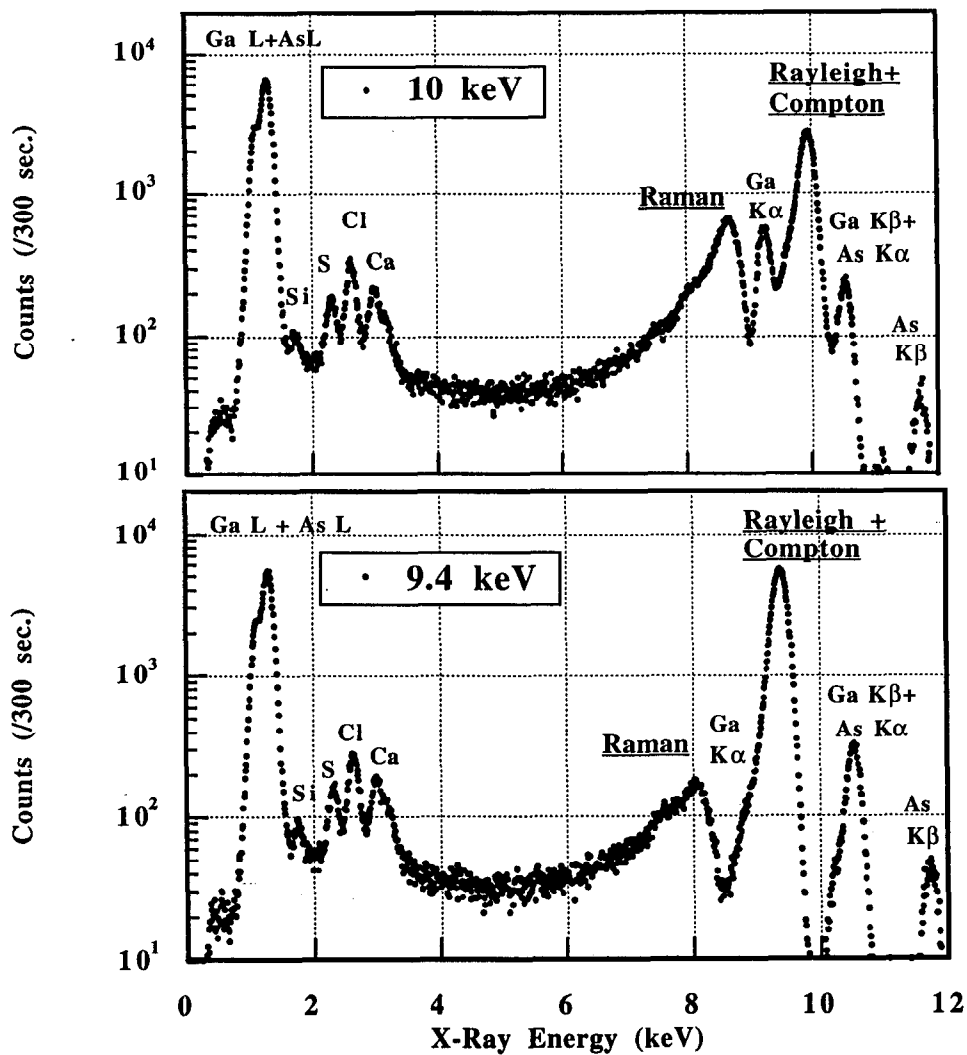 Ga L+AsL
10 keV
Rayleigh+
Compton
Raman
Ga
Kα
Ga Kβ+
As Kα
As
Kβ
Si
S
Cl
Ca
10⁴
10³
10²
10¹
Counts (/300 sec.)
Ga L + As L
9.4 keV
Rayleigh +
Compton
Raman
Ga
Kα
Ga Kβ+
As Kα
As
Kβ
Si
S
Cl
Ca
10⁴
10³
10²
10¹
Counts (/300 sec.)
0 2 4 6 8 10 12
X-Ray Energy (keV)